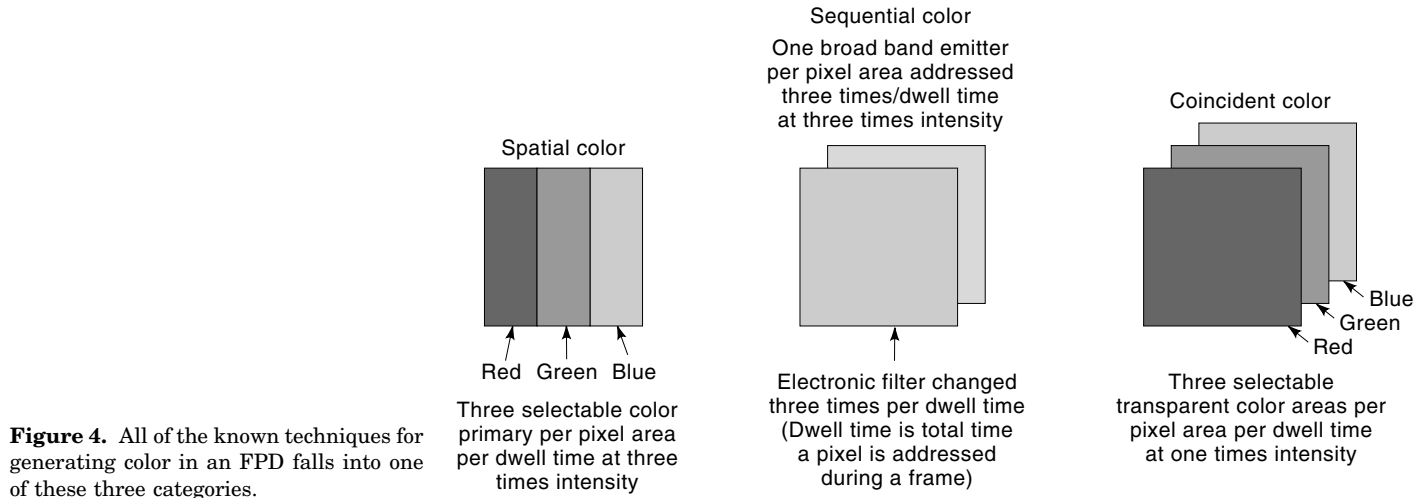 Spatial color
Red Green Blue
Three selectable color
primary per pixel area
per dwell time at three
times intensity
Sequential color
One broad band emitter
per pixel area addressed
three times/dwell time
at three times intensity
Electronic filter changed
three times per dwell time
(Dwell time is total time
a pixel is addressed
during a frame)
Coincident color
Blue
Green
Red
Three selectable
transparent color areas per
pixel area per dwell time
at one times intensity
Figure 4. All of the known techniques for
generating color in an FPD falls into one
of these three categories.